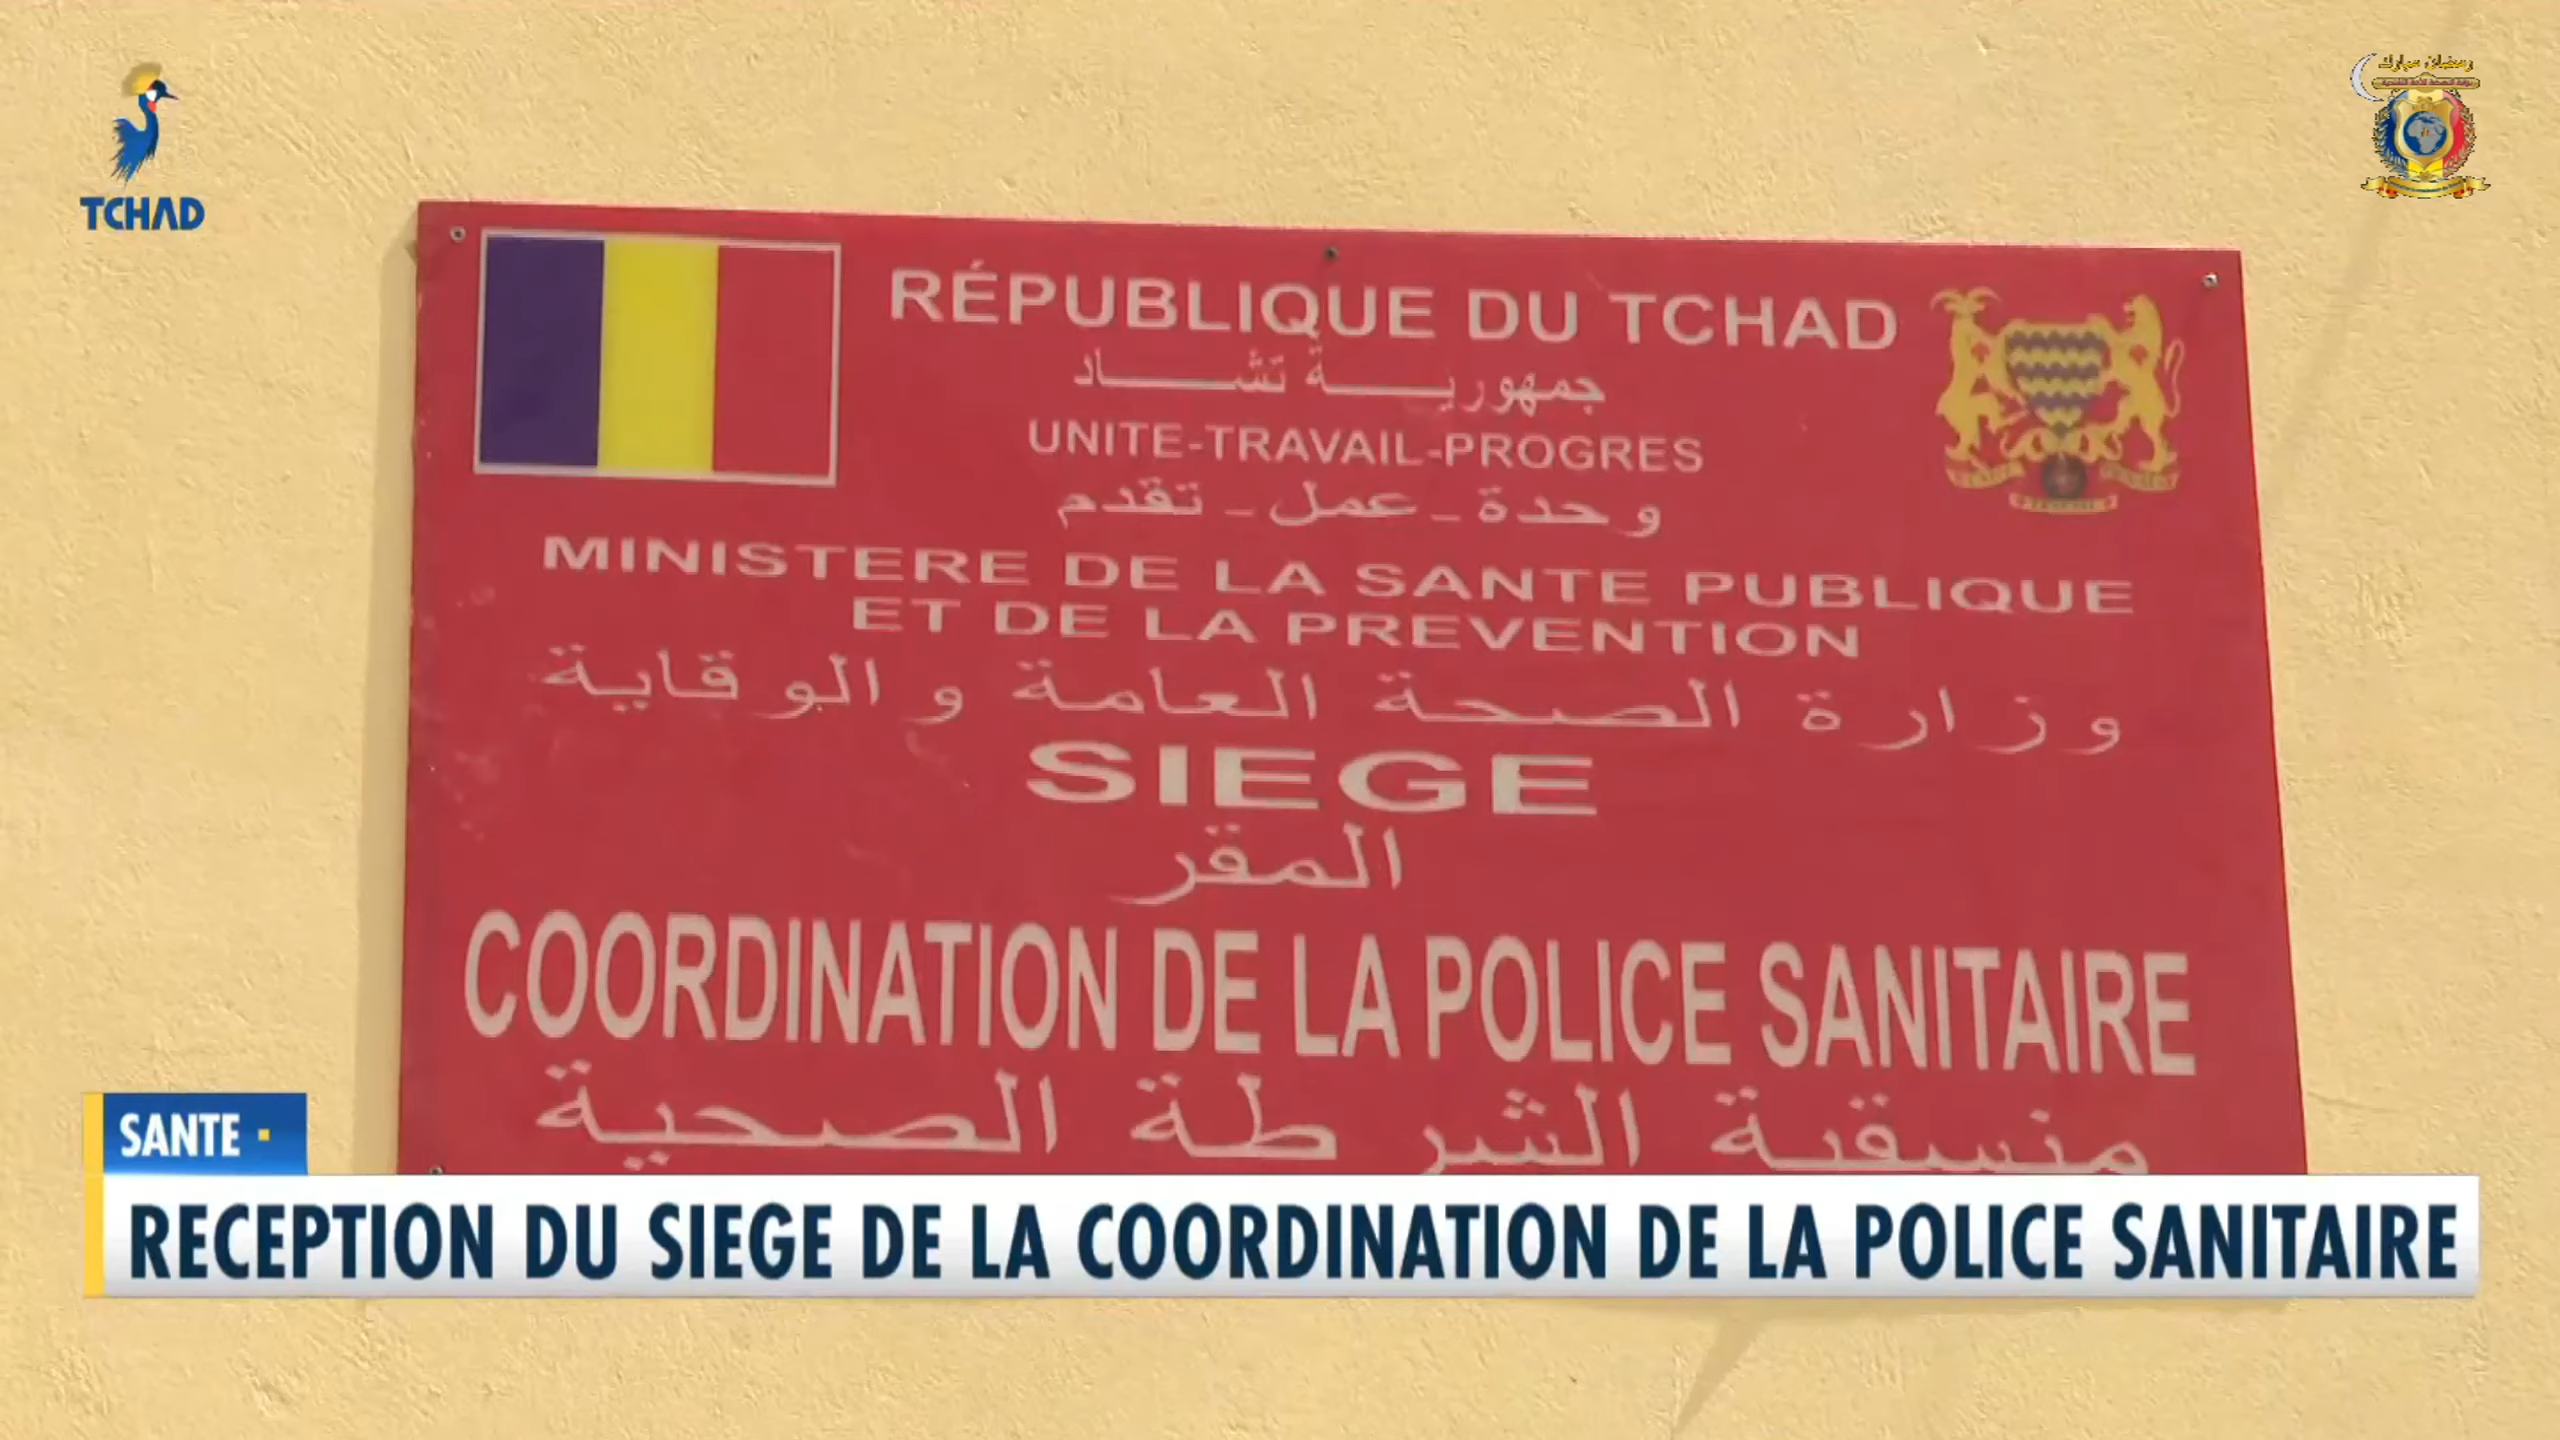 TCHAD
رمضان مبارك
RÉPUBLIQUE DU TCHAD
جمهورية تشاد
UNITE-TRAVAIL-PROGRES
وحدة - عمل - تقدم
MINISTERE DE LA SANTE PUBLIQUE
ET DE LA PREVENTION
وزارة الصحة العامة و الوقاية
SIEGE
المقر
COORDINATION DE LA POLICE SANITAIRE
منسقية الشرطة الصحية
SANTE
RECEPTION DU SIEGE DE LA COORDINATION DE LA POLICE SANITAIRE